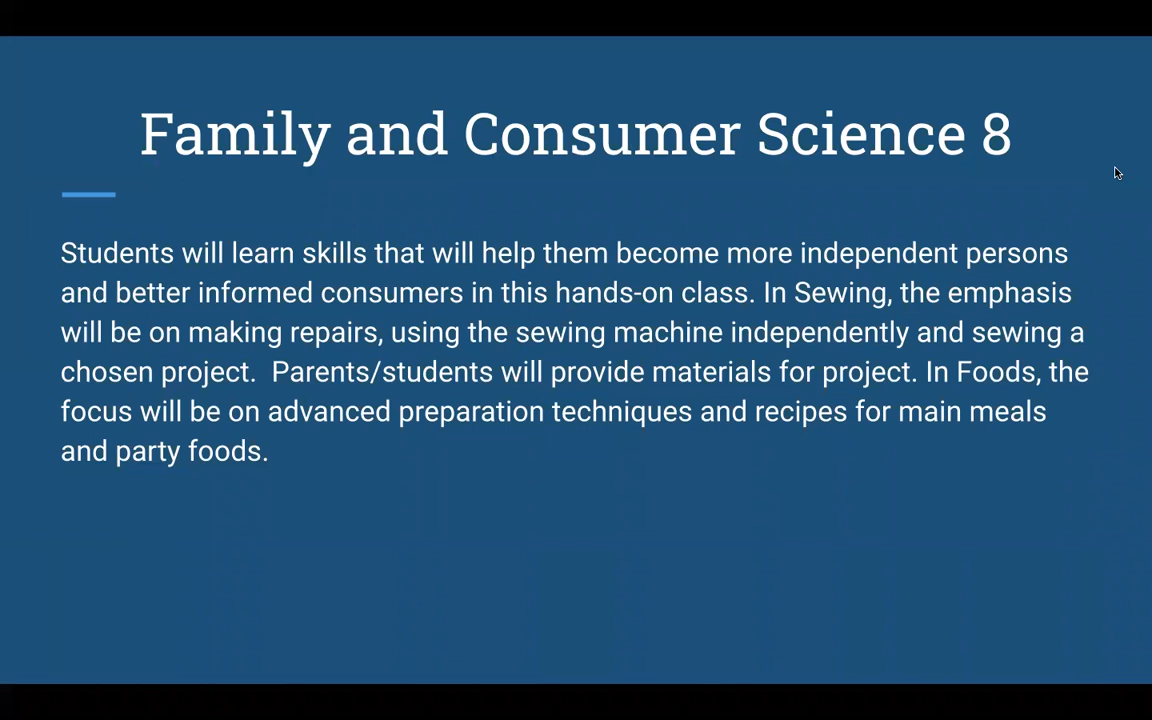 Family and Consumer Science 8
Students will learn skills that will help them become more independent persons
and better informed consumers in this hands-on class. In Sewing, the emphasis
will be on making repairs, using the sewing machine independently and sewing a
chosen project.  Parents/students will provide materials for project. In Foods, the
focus will be on advanced preparation techniques and recipes for main meals
and party foods.